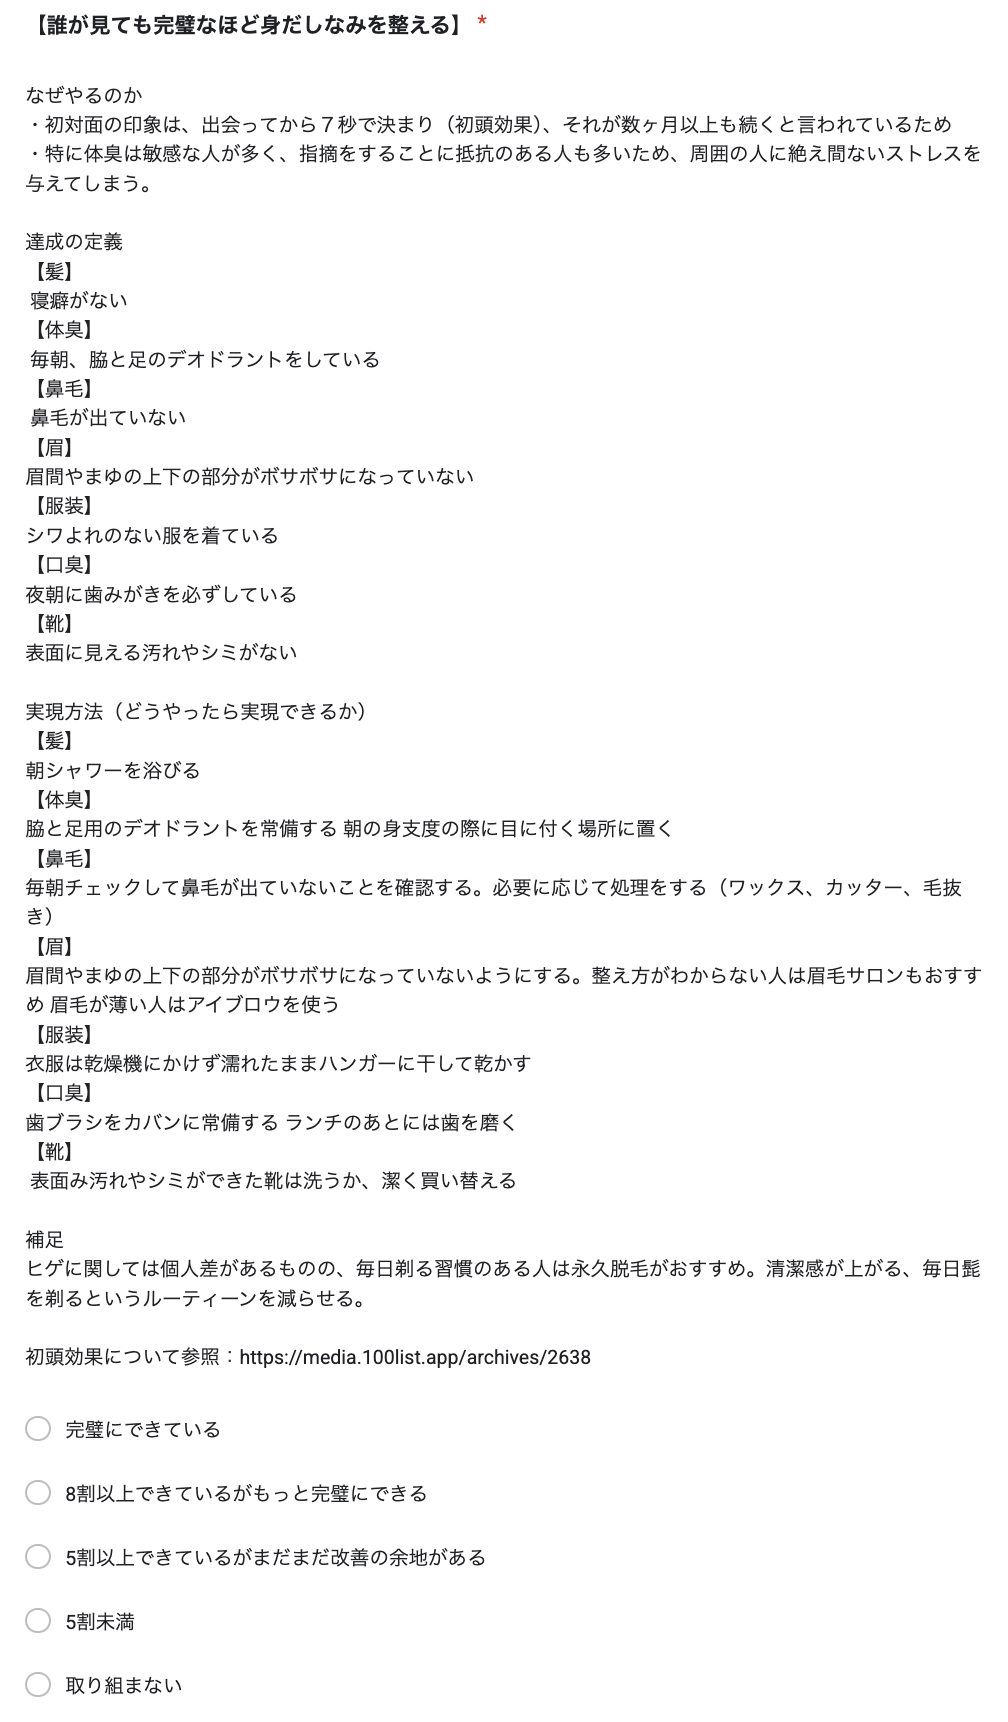 【誰が見ても完璧なほど身だしなみを整える】 *
なぜやるのか
・初対面の印象は、出会ってから７秒で決まり（初頭効果）、それが数ヶ月以上も続くと言われているため
・特に体臭は敏感な人が多く、指摘をすることに抵抗のある人も多いため、周囲の人に絶え間ないストレスを
与えてしまう。
達成の定義
【髪】
寝癖がない
【体臭】
毎朝、脇と足のデオドラントをしている
【鼻毛】
鼻毛が出ていない
【眉】
眉間やまゆの上下の部分がボサボサになっていない
【服装】
シワよれのない服を着ている
【口臭】
夜朝に歯みがきを必ずしている
【靴】
表面に見える汚れやシミがない
実現方法（どうやったら実現できるか）
【髪】
朝シャワーを浴びる
【体臭】
脇と足用のデオドラントを常備する 朝の身支度の際に目に付く場所に置く
【鼻毛】
毎朝チェックして鼻毛が出ていないことを確認する。必要に応じて処理をする（ワックス、カッター、毛抜
き）
【眉】
眉間やまゆの上下の部分がボサボサになっていないようにする。整え方がわからない人は眉毛サロンもおすす
め 眉毛が薄い人はアイブロウを使う
【服装】
衣服は乾燥機にかけず濡れたままハンガーに干して乾かす
【口臭】
歯ブラシをカバンに常備する ランチのあとには歯を磨く
【靴】
表面み汚れやシミができた靴は洗うか、潔く買い替える
補足
ヒゲに関しては個人差があるものの、毎日剃る習慣のある人は永久脱毛がおすすめ。清潔感が上がる、毎日髭
を剃るというルーティーンを減らせる。
初頭効果について参照：https://media.100list.app/archives/2638
完璧にできている
8割以上できているがもっと完璧にできる
5割以上できているがまだまだ改善の余地がある
5割未満
取り組まない